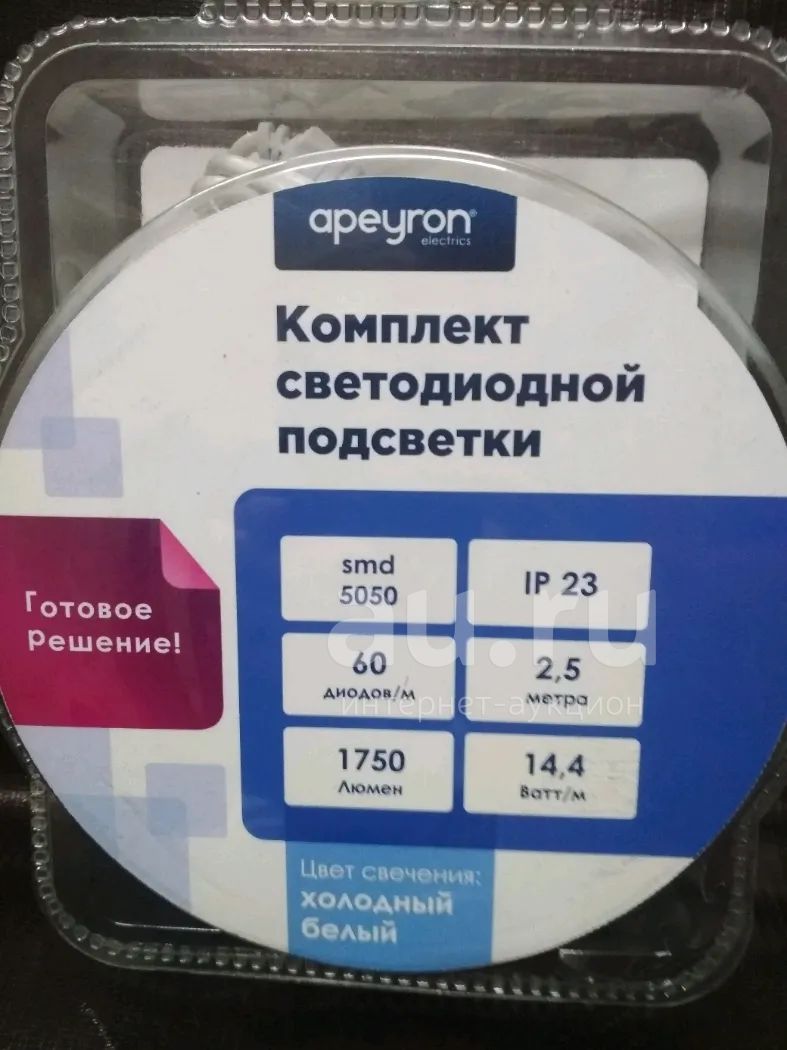 apeyron®
electrics
Комплект
светодиодной
подсветки
Готовое
решение!
smd
5050
IP 23
60
диодов/м
2,5
метра
1750
Люмен
14,4
Ватт/м
au.ru
интернет-аукцион
Цвет свечения:
холодный
белый